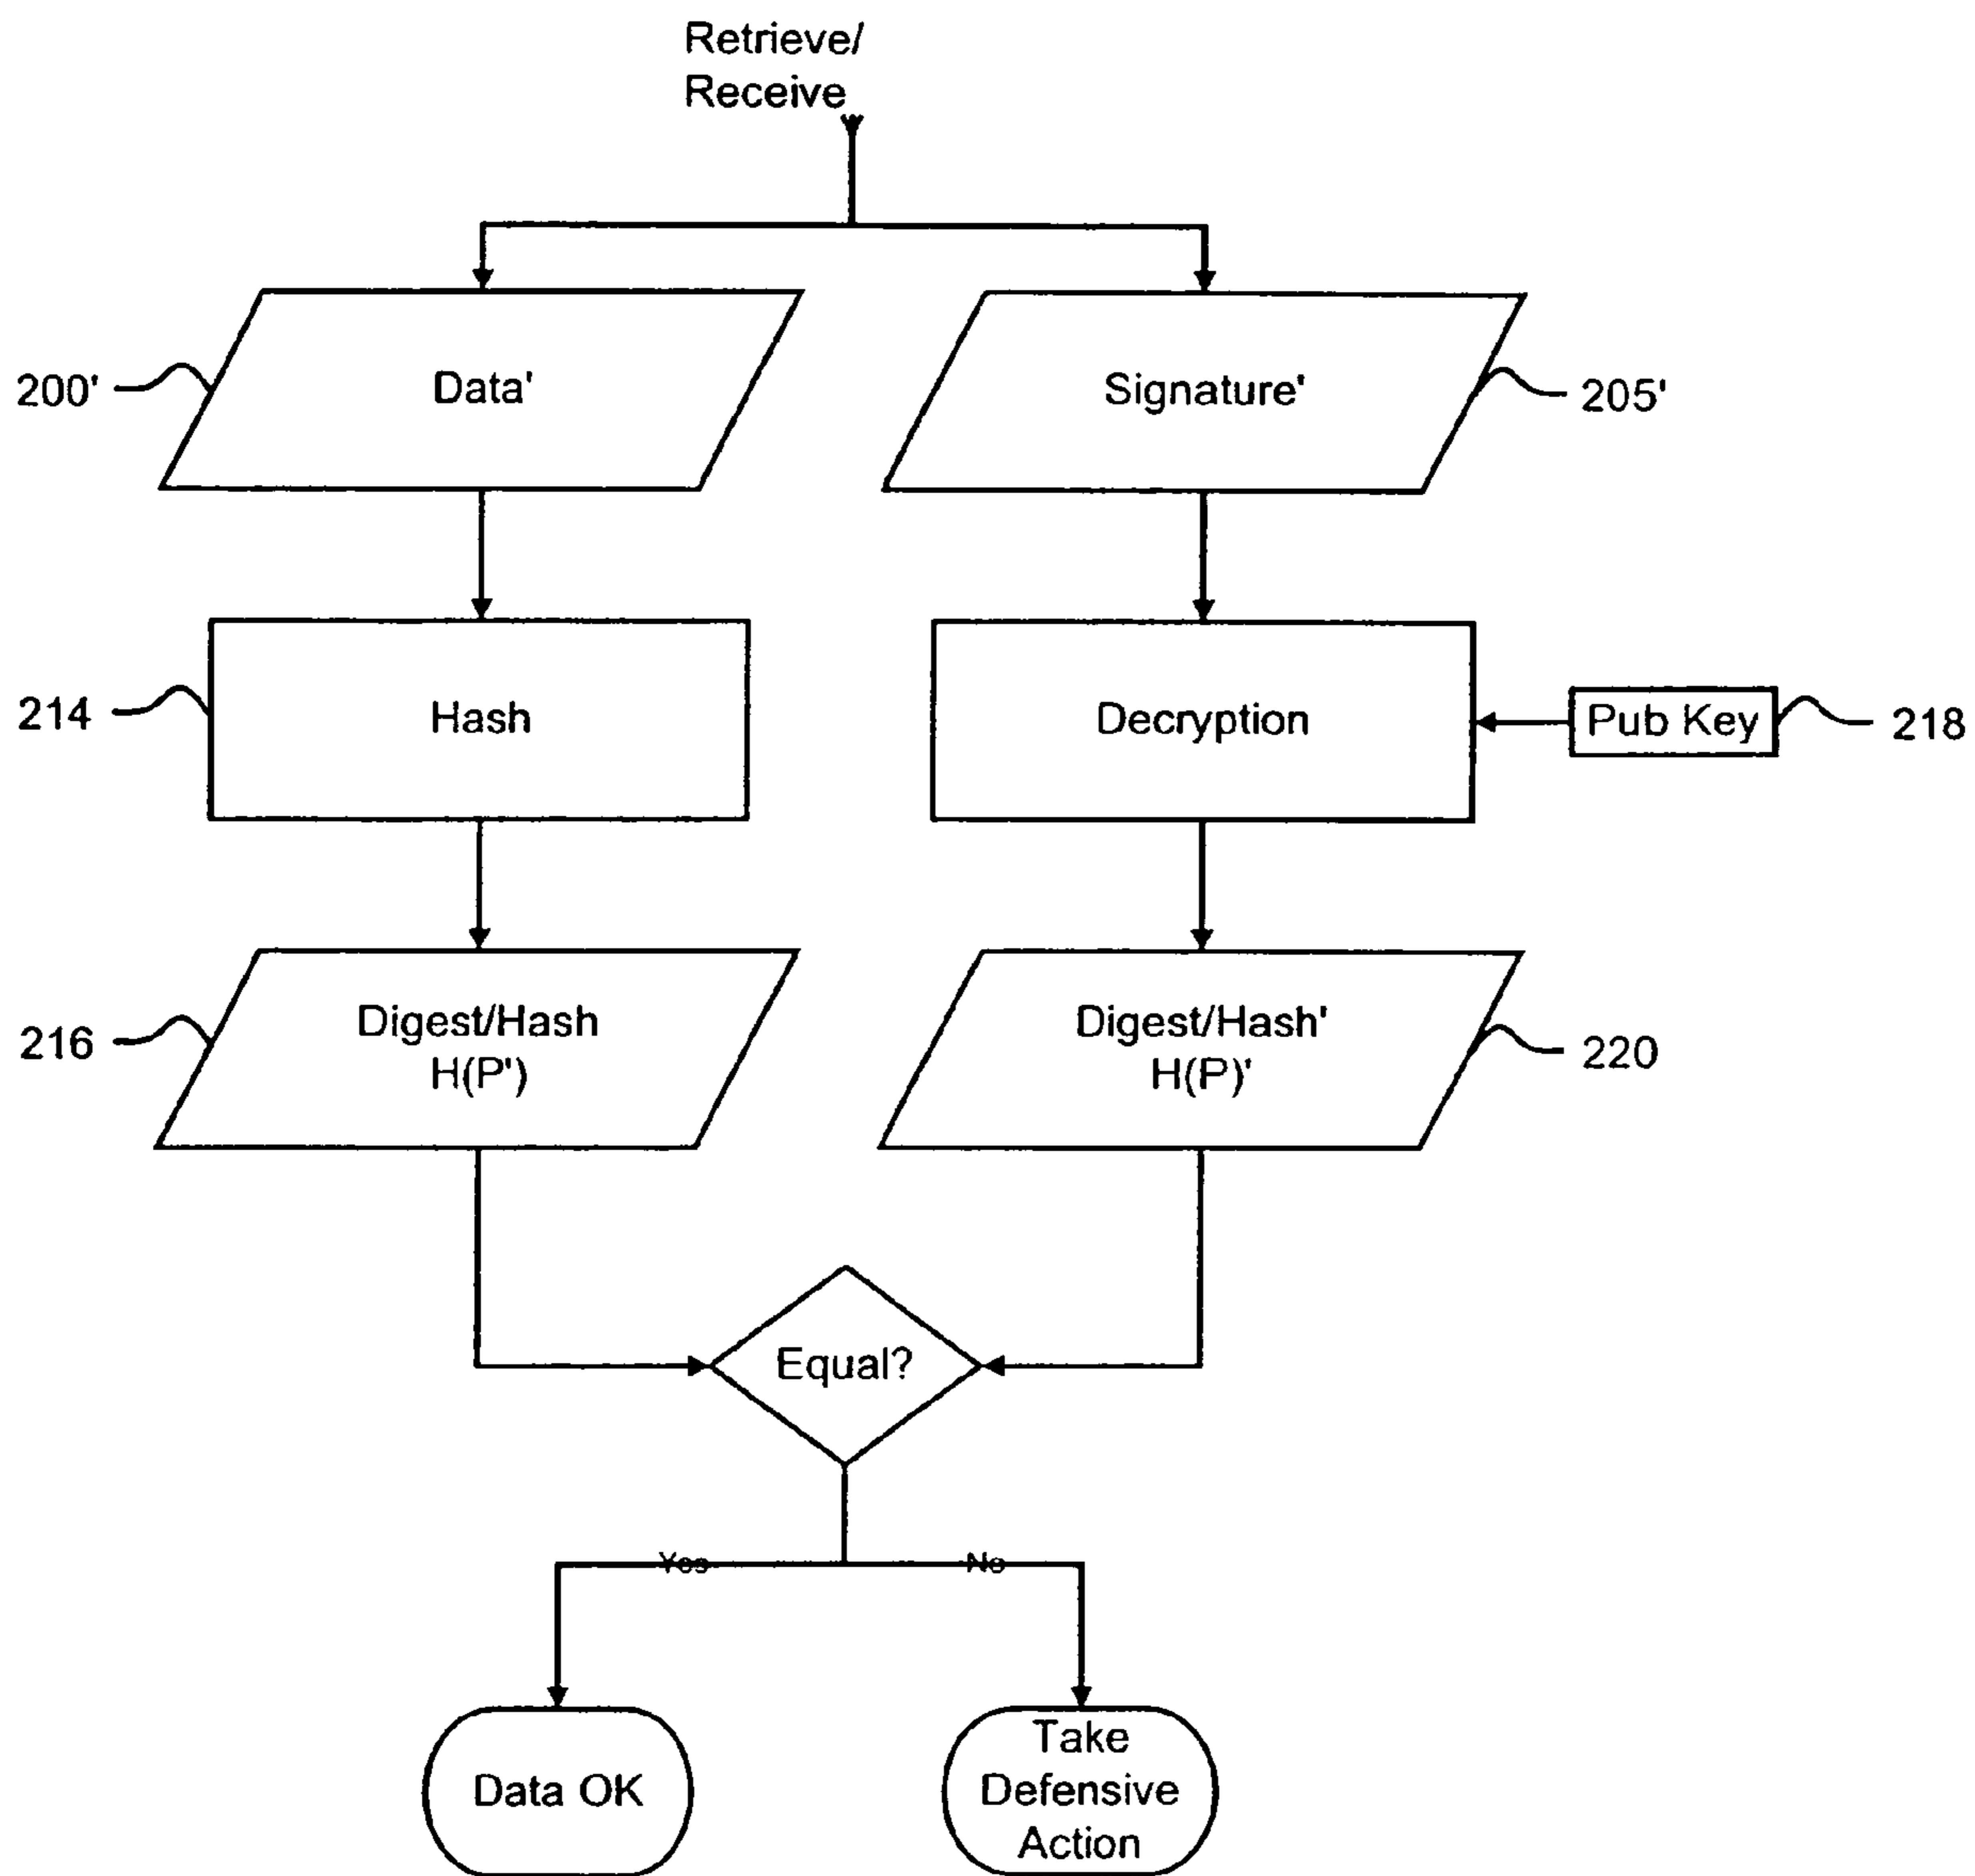 Retrieve/
Receive
200'
Data'
Signature'
205'
214
Hash
Decryption
Pub Key
218
216
Digest/Hash
H(P')
Digest/Hash'
H(P)'
220
Equal?
Yes
No
Data OK
Take
Defensive
Action